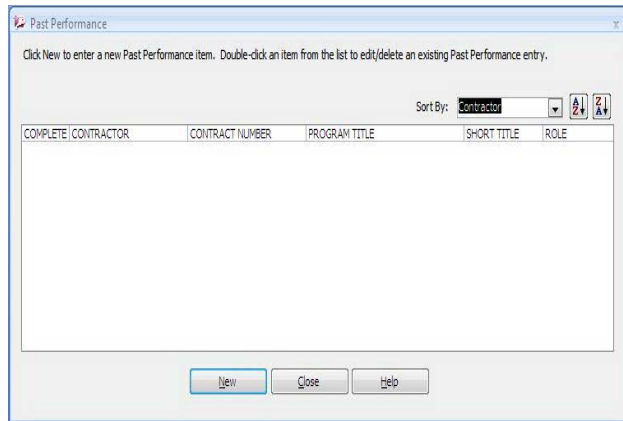 Past Performance
Click New to enter a new Past Performance item. Double-click an item from the list to edit/delete an existing Past Performance entry.
Sort By: Contractor
COMPLETE CONTRACTOR CONTRACT NUMBER PROGRAM TITLE SHORT TITLE ROLE
New Close Help